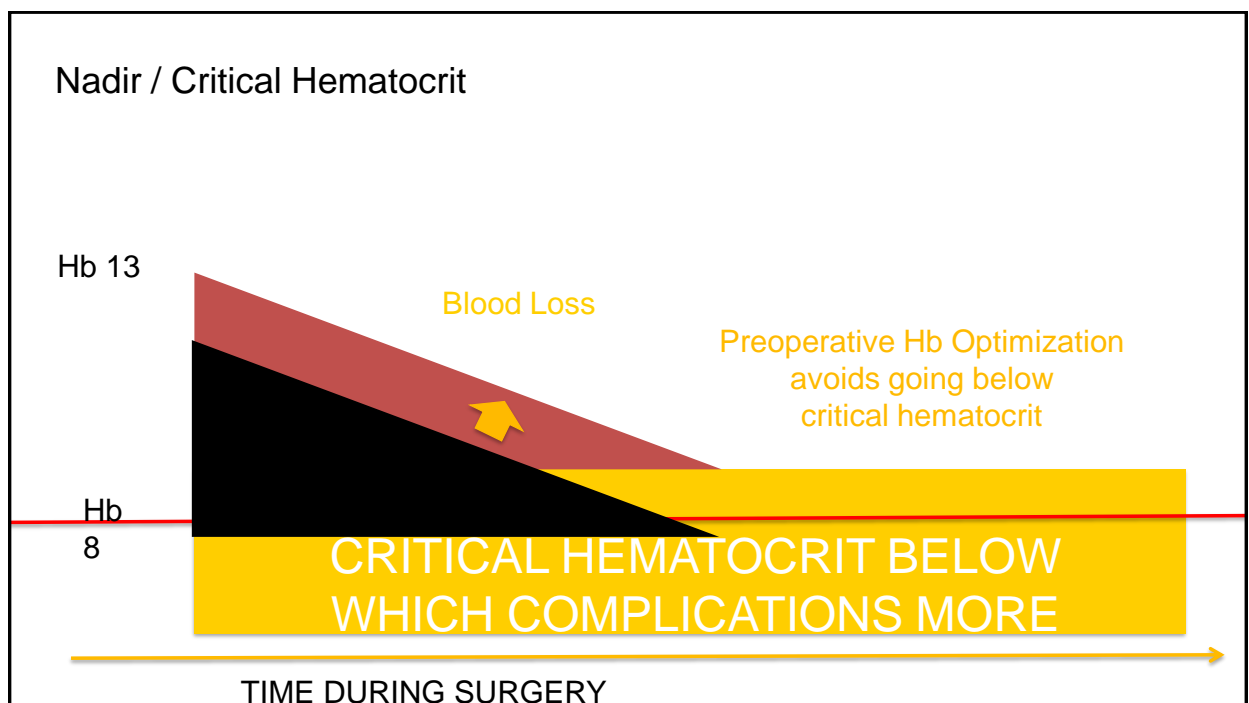 Nadir / Critical Hematocrit
Hb 13
Blood Loss
Preoperative Hb Optimization
avoids going below
critical hematocrit
Hb
8
CRITICAL HEMATOCRIT BELOW
WHICH COMPLICATIONS MORE
TIME DURING SURGERY